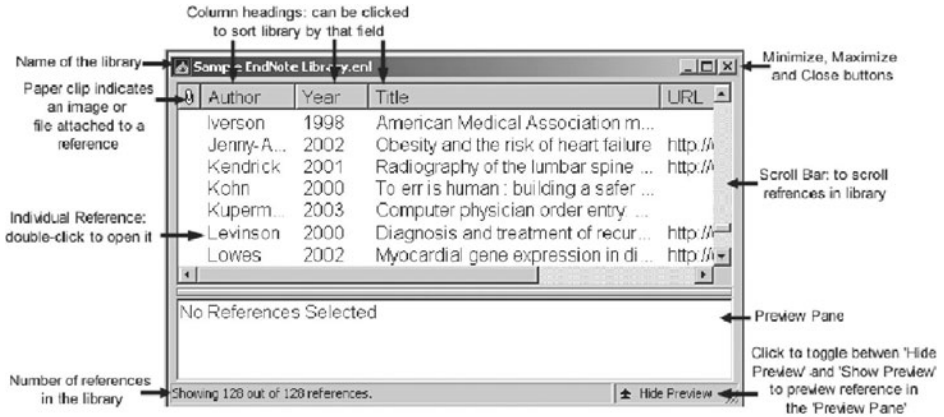 Column headings: can be clicked
to sort library by that field
Name of the library
Sample EndNote Library.enl
Minimize, Maximize
and Close buttons
Paper clip indicates
an image or
file attached to a
reference
Author Year Title URL
Iverson 1998 American Medical Association m...
Jenny-A... 2002 Obesity and the risk of heart failure http://
Kendrick 2001 Radiography of the lumbar spine ... http://
Kohn 2000 To err is human : building a safer ...
Kuperm... 2003 Computer physician order entry: ...
Levinson 2000 Diagnosis and treatment of recur... http://
Lowes 2002 Myocardial gene expression in di... http://
Scroll Bar: to scroll
refrences in library
Individual Reference:
double-click to open it
No References Selected
Preview Pane
Number of references
in the library
Showing 128 out of 128 references.
Hide Preview
Click to toggle betven 'Hide
Preview' and 'Show Preview'
to preview reference in
the 'Preview Pane'